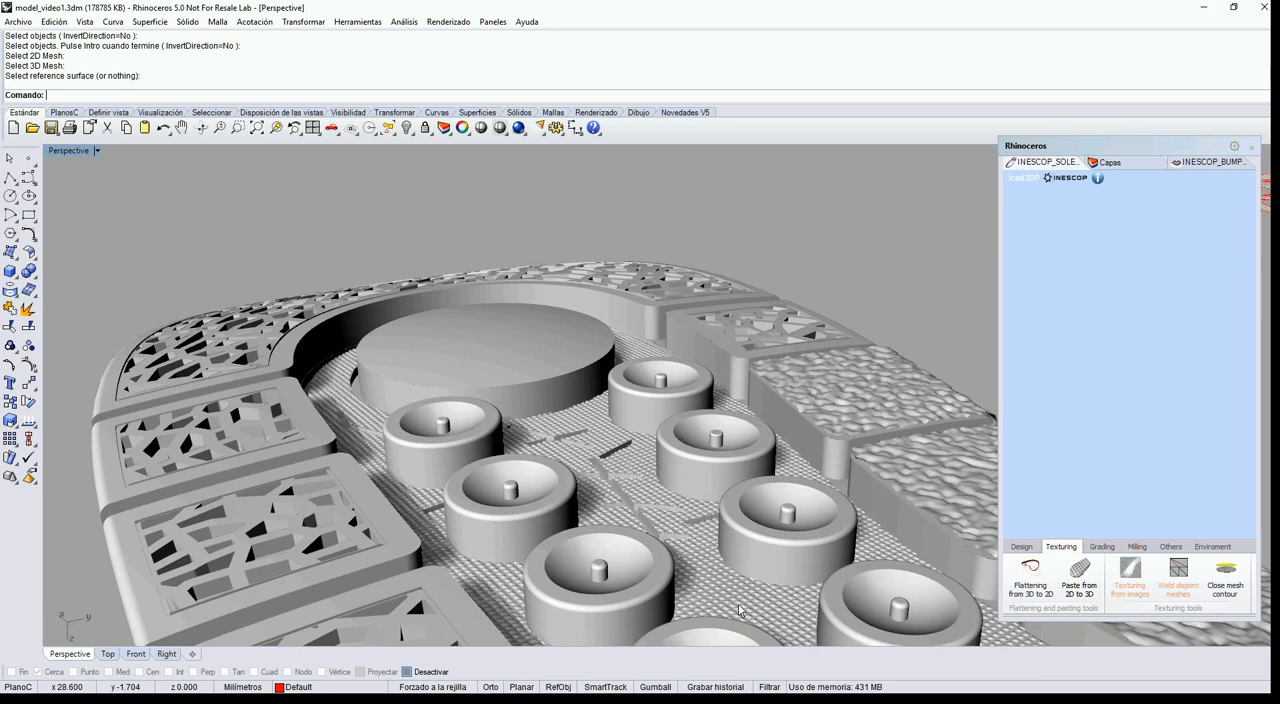 model_video1.3dm (178785 KB) - Rhinoceros 5.0 Not For Resale Lab - [Perspective]
Archivo Edición Vista Curva Superficie Sólido Malla Acotación Transformar Herramientas Análisis Renderizado Paneles Ayuda
Select objects ( InvertDirection=No ):
Select objects. Pulse Intro cuando termine ( InvertDirection=No ):
Select 2D Mesh:
Select 3D Mesh:
Select reference surface (or nothing):
Comando:
Estándar PlanosC Definir vista Visualización Seleccionar Disposición de las vistas Visibilidad Transformar Curvas Superficies Sólidos Mallas Renderizado Dibujo Novedades V5
Perspective
Rhinoceros
INESCOP_SOLE... Capas INESCOP_BUMP...
icad3DP INESCOP
Design Texturing Grading Milling Others Enviroment
Flattening from 3D to 2D
Paste from 2D to 3D
Texturing from images
Weld disjoint meshes
Close mesh contour
Flattening and pasting tools
Texturing tools
x y z
Perspective Top Front Right
Fin Cerca Punto Med Cen Int Perp Tan Cuad Nodo Vértice Proyectar Desactivar
PlanoC x 28.600 y -1.704 z 0.000 Milímetros Default Forzado a la rejilla Orto Planar RefObj SmartTrack Gumball Grabar historial Filtrar Uso de memoria: 431 MB